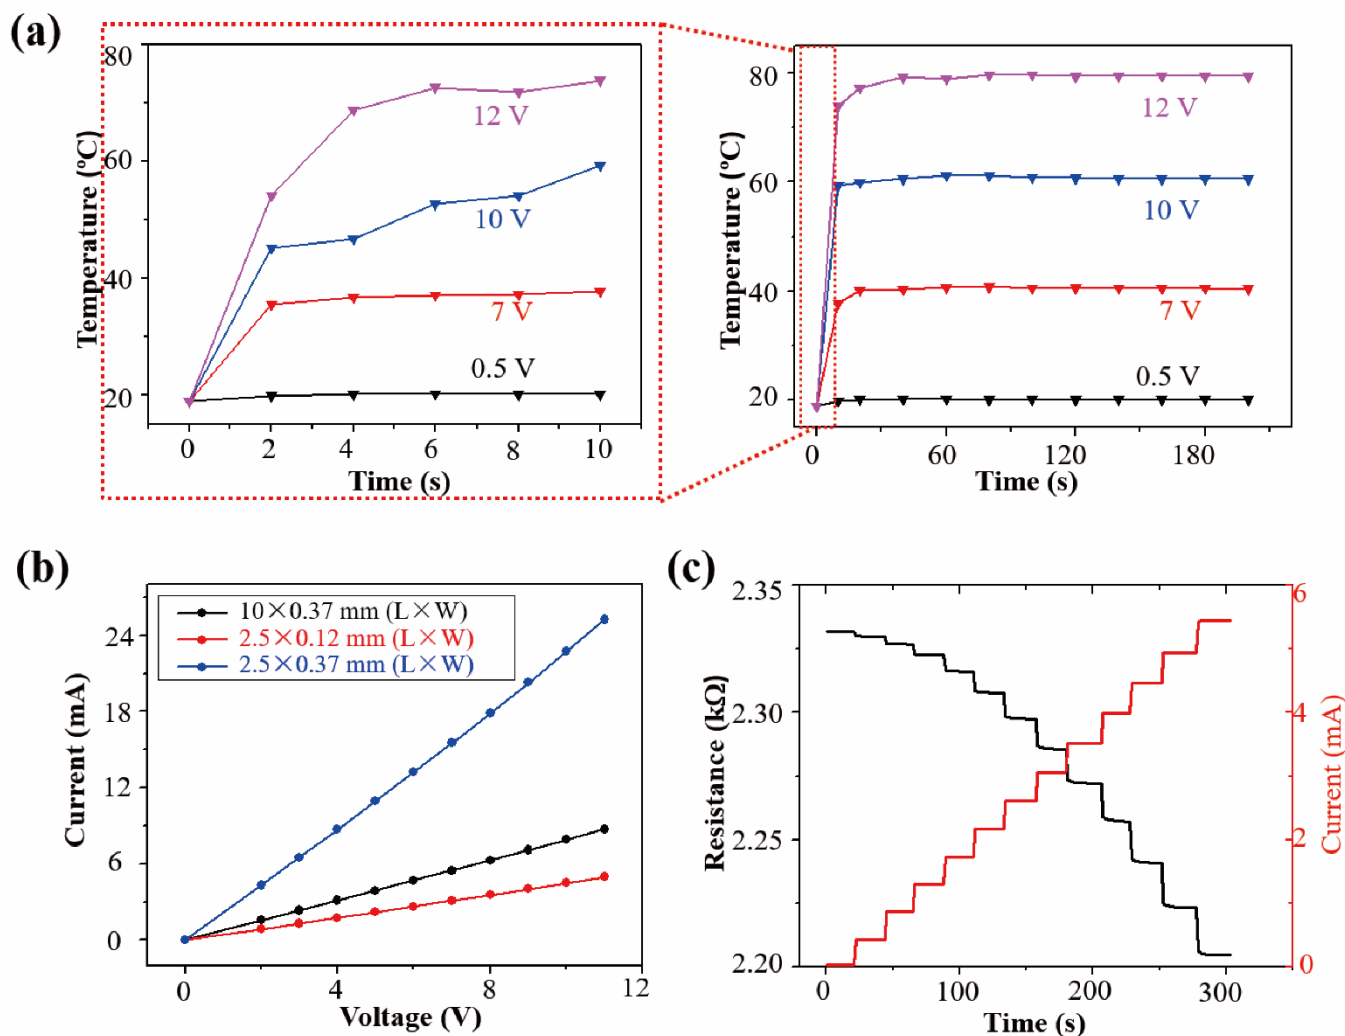 (a)
80
60
40
20
Temperature (ºC)
12 V
10 V
7 V
0.5 V
0 2 4 6 8 10
Time (s)
80
60
40
20
Temperature (ºC)
12 V
10 V
7 V
0.5 V
0 60 120 180
Time (s)
(b)
24
18
12
6
0
Current (mA)
10×0.37 mm (L×W)
2.5×0.12 mm (L×W)
2.5×0.37 mm (L×W)
0 4 8 12
Voltage (V)
(c)
2.35
2.30
2.25
2.20
Resistance (kΩ)
6
4
2
0
Current (mA)
0 100 200 300
Time (s)